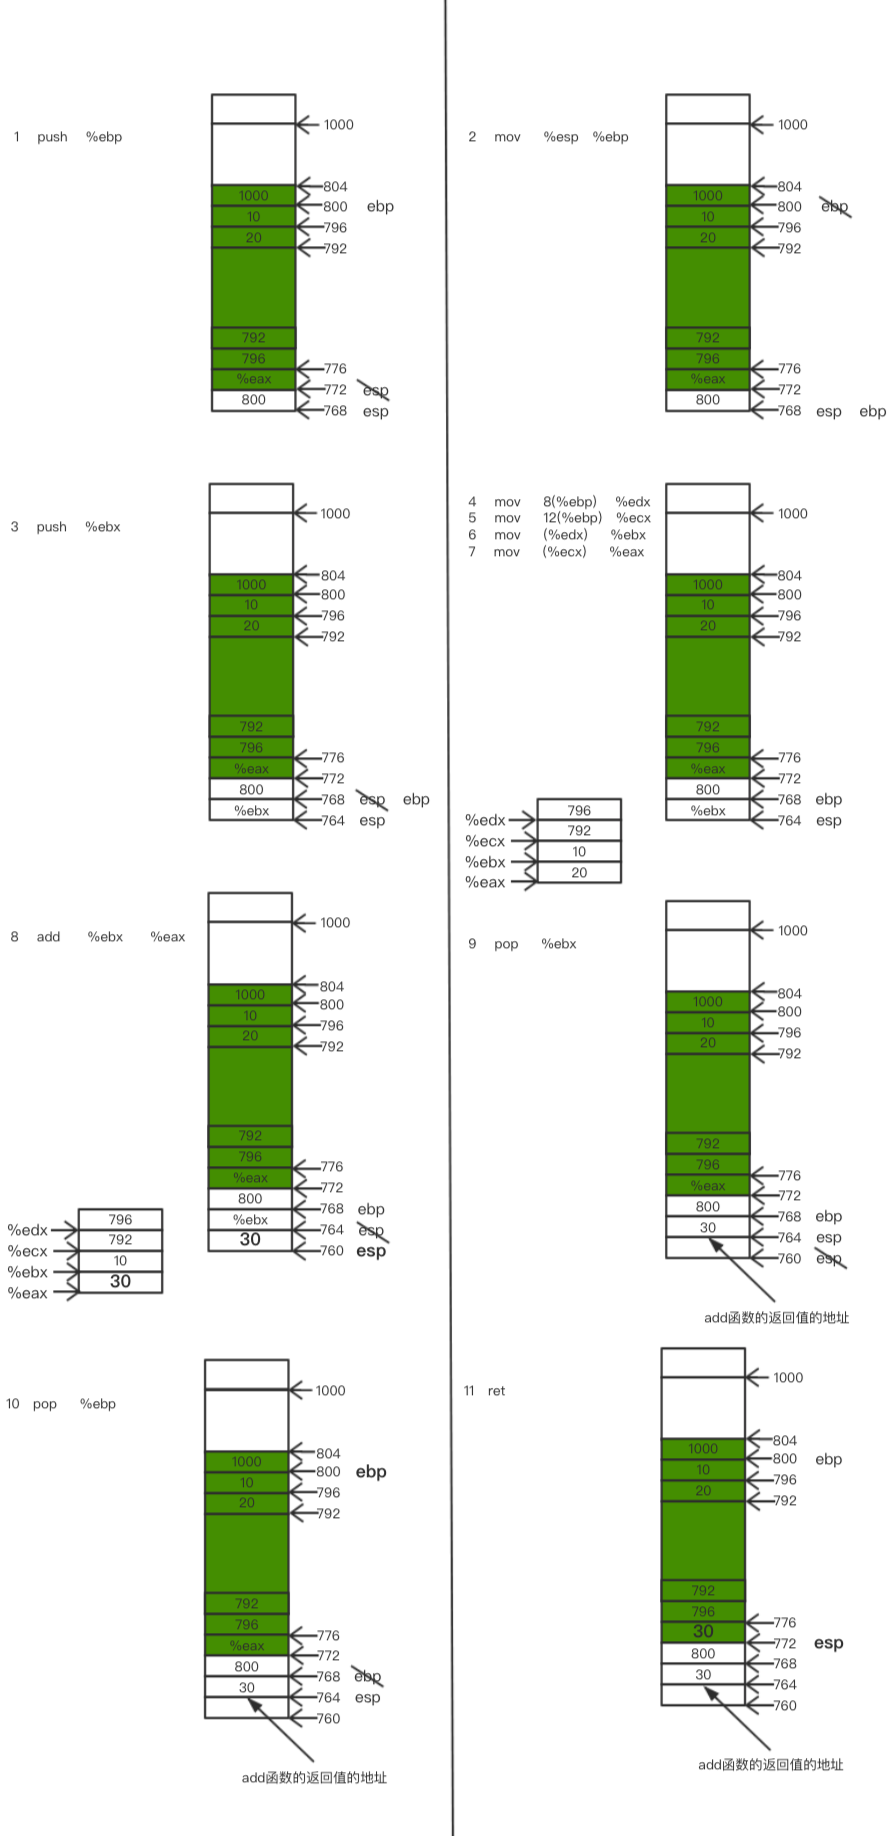 1 push %ebp
1000
804
1000
800 ebp
10
796
20
792
792
796
776
%eax
772 esp
800
768 esp
2 mov %esp %ebp
1000
804
1000
800 ebp
10
796
20
792
792
796
776
%eax
772
800
768 esp ebp
3 push %ebx
1000
804
1000
800
10
796
20
792
792
796
776
%eax
772
800
768 esp ebp
%ebx
764 esp
4 mov 8(%ebp) %edx
5 mov 12(%ebp) %ecx
6 mov (%edx) %ebx
7 mov (%ecx) %eax
1000
804
1000
800
10
796
20
792
792
796
776
%eax
772
800
768 ebp
%ebx
764 esp
796
%edx
792
%ecx
10
%ebx
20
%eax
8 add %ebx %eax
1000
804
1000
800
10
796
20
792
792
796
776
%eax
772
800
768 ebp
%ebx
764 esp
30
760 esp
796
%edx
792
%ecx
10
%ebx
30
%eax
9 pop %ebx
1000
804
1000
800
10
796
20
792
792
796
776
%eax
772
800
768 ebp
30
764 esp
760 esp
add函数的返回值的地址
10 pop %ebp
1000
804
1000
800 ebp
10
796
20
792
792
796
776
%eax
772
800
768 ebp
30
764 esp
760
add函数的返回值的地址
11 ret
1000
804
1000
800 ebp
10
796
20
792
792
796
776
30
772 esp
800
768
30
764
760
add函数的返回值的地址